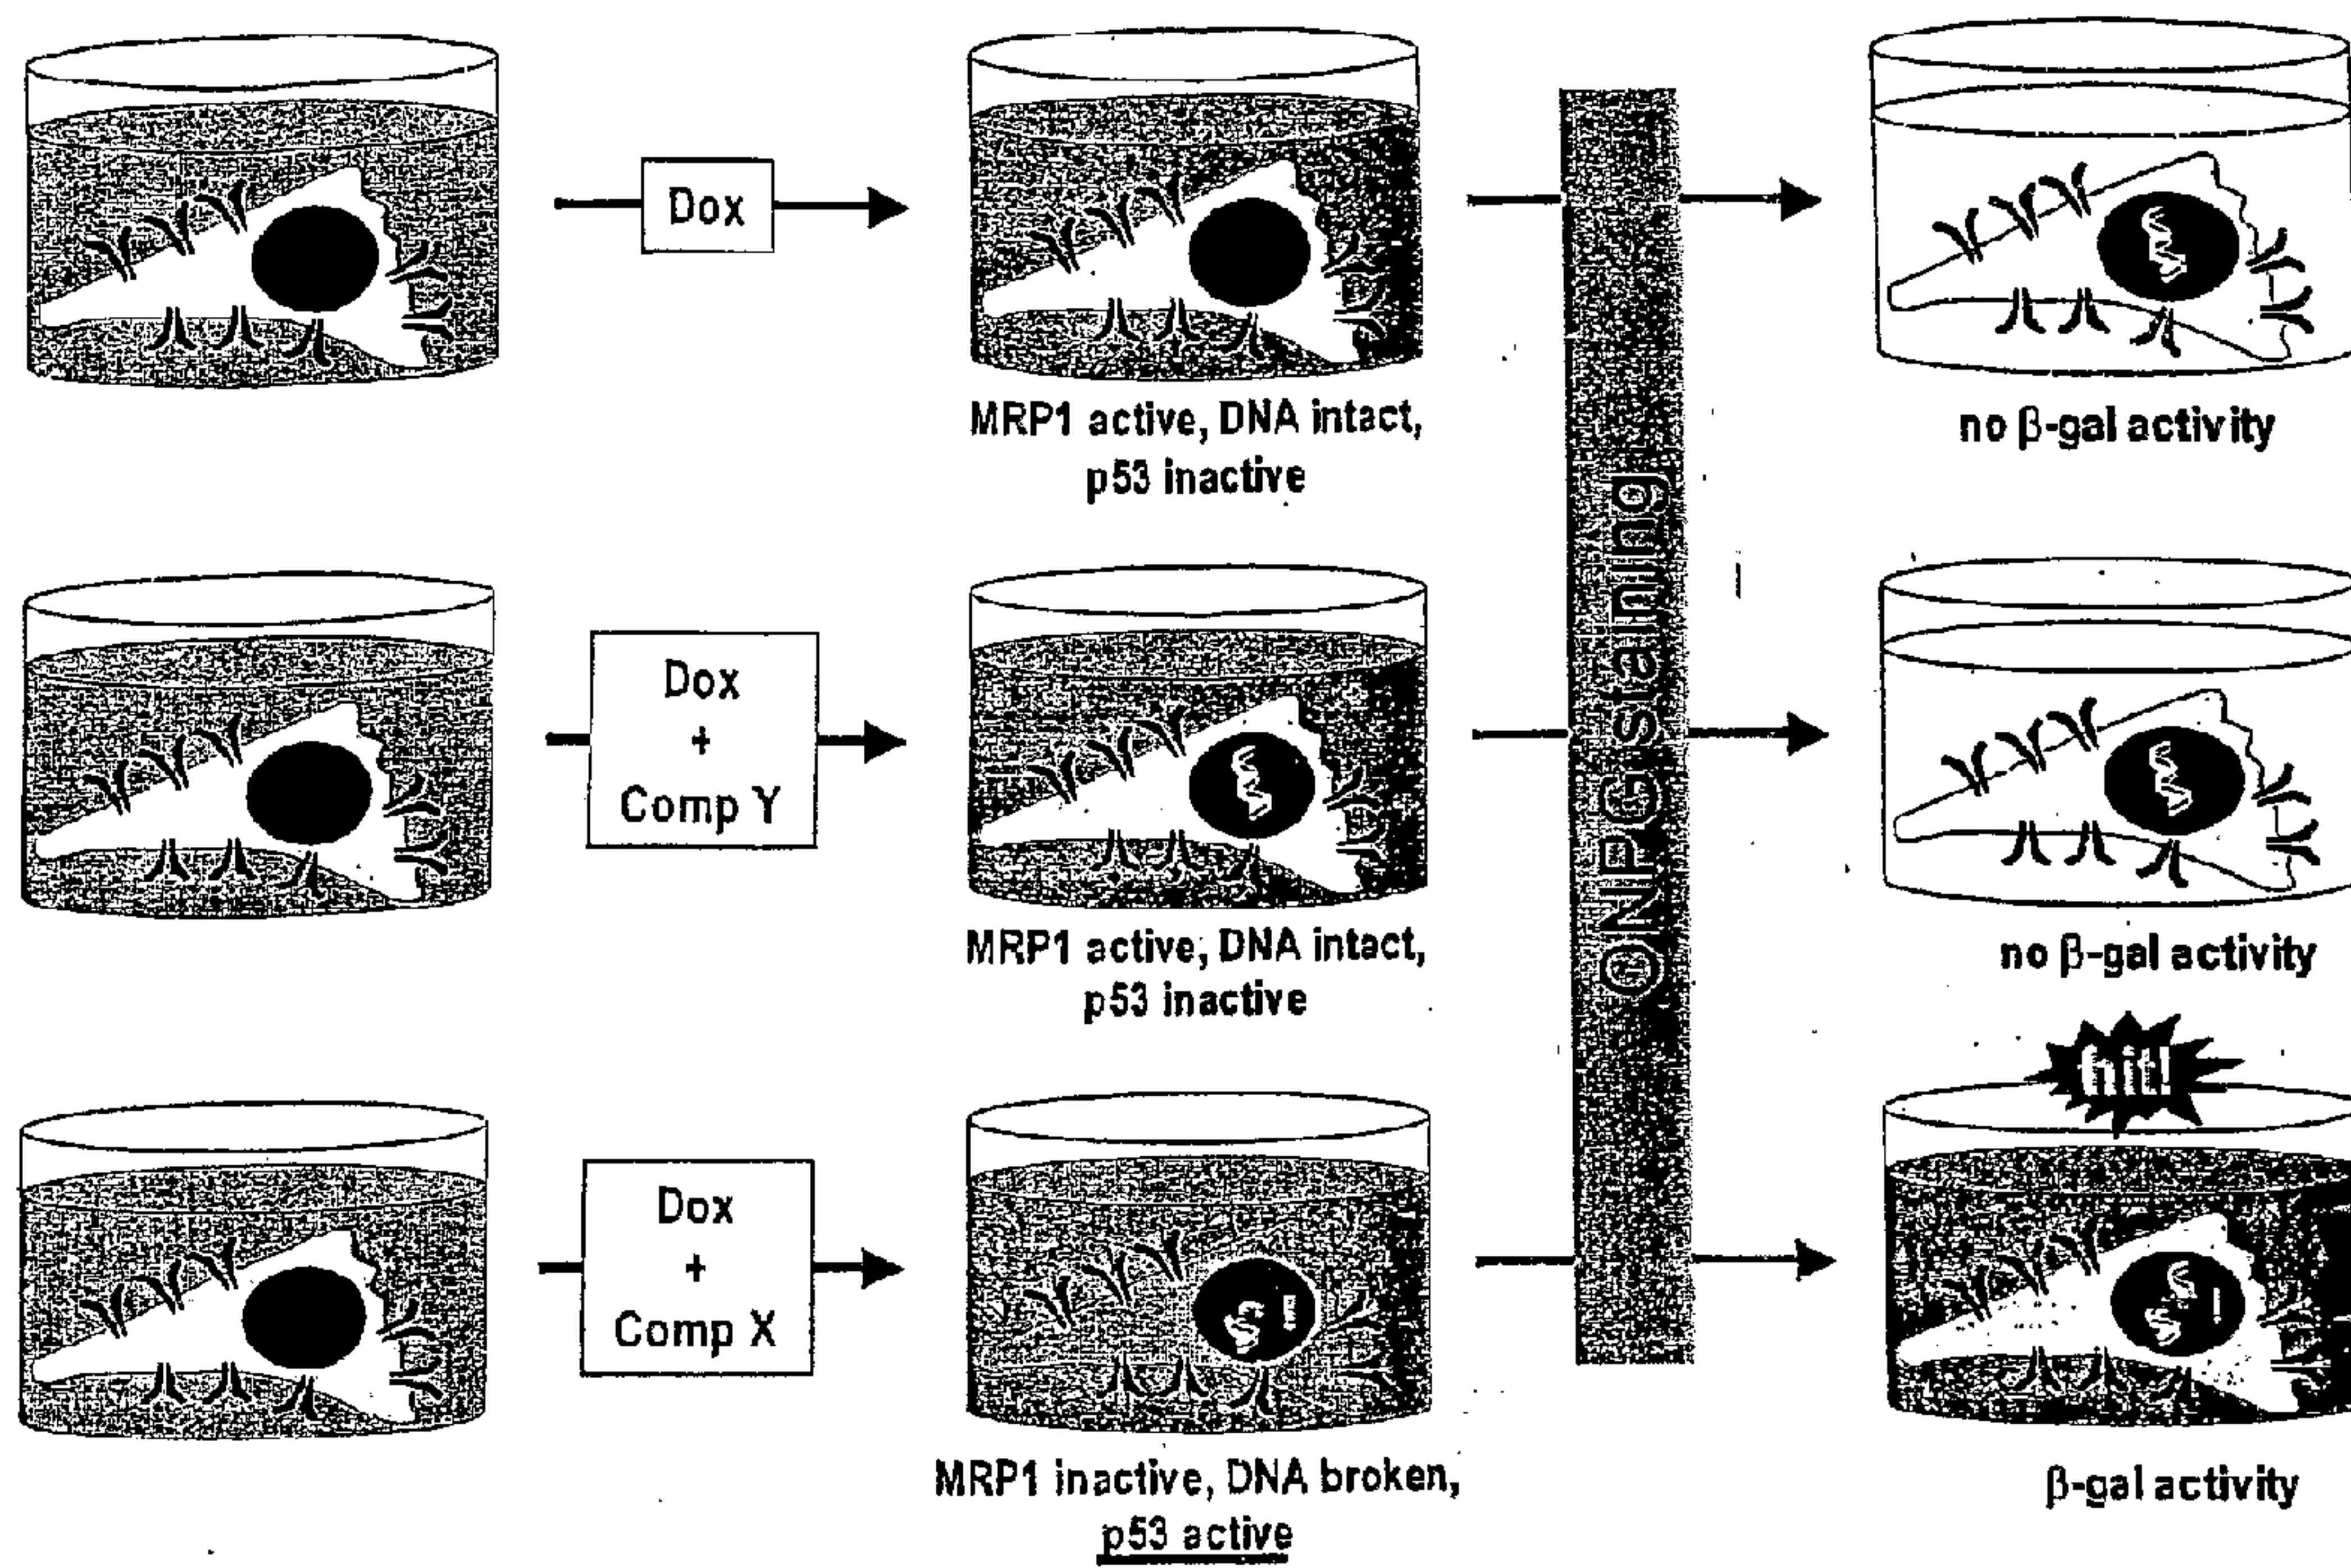 Dox
MRP1 active, DNA intact,
p53 inactive
no β-gal activity
Dox
+
Comp Y
MRP1 active, DNA intact,
p53 inactive
no β-gal activity
ONPG staining
hit!
Dox
+
Comp X
MRP1 inactive, DNA broken,
p53 active
β-gal activity